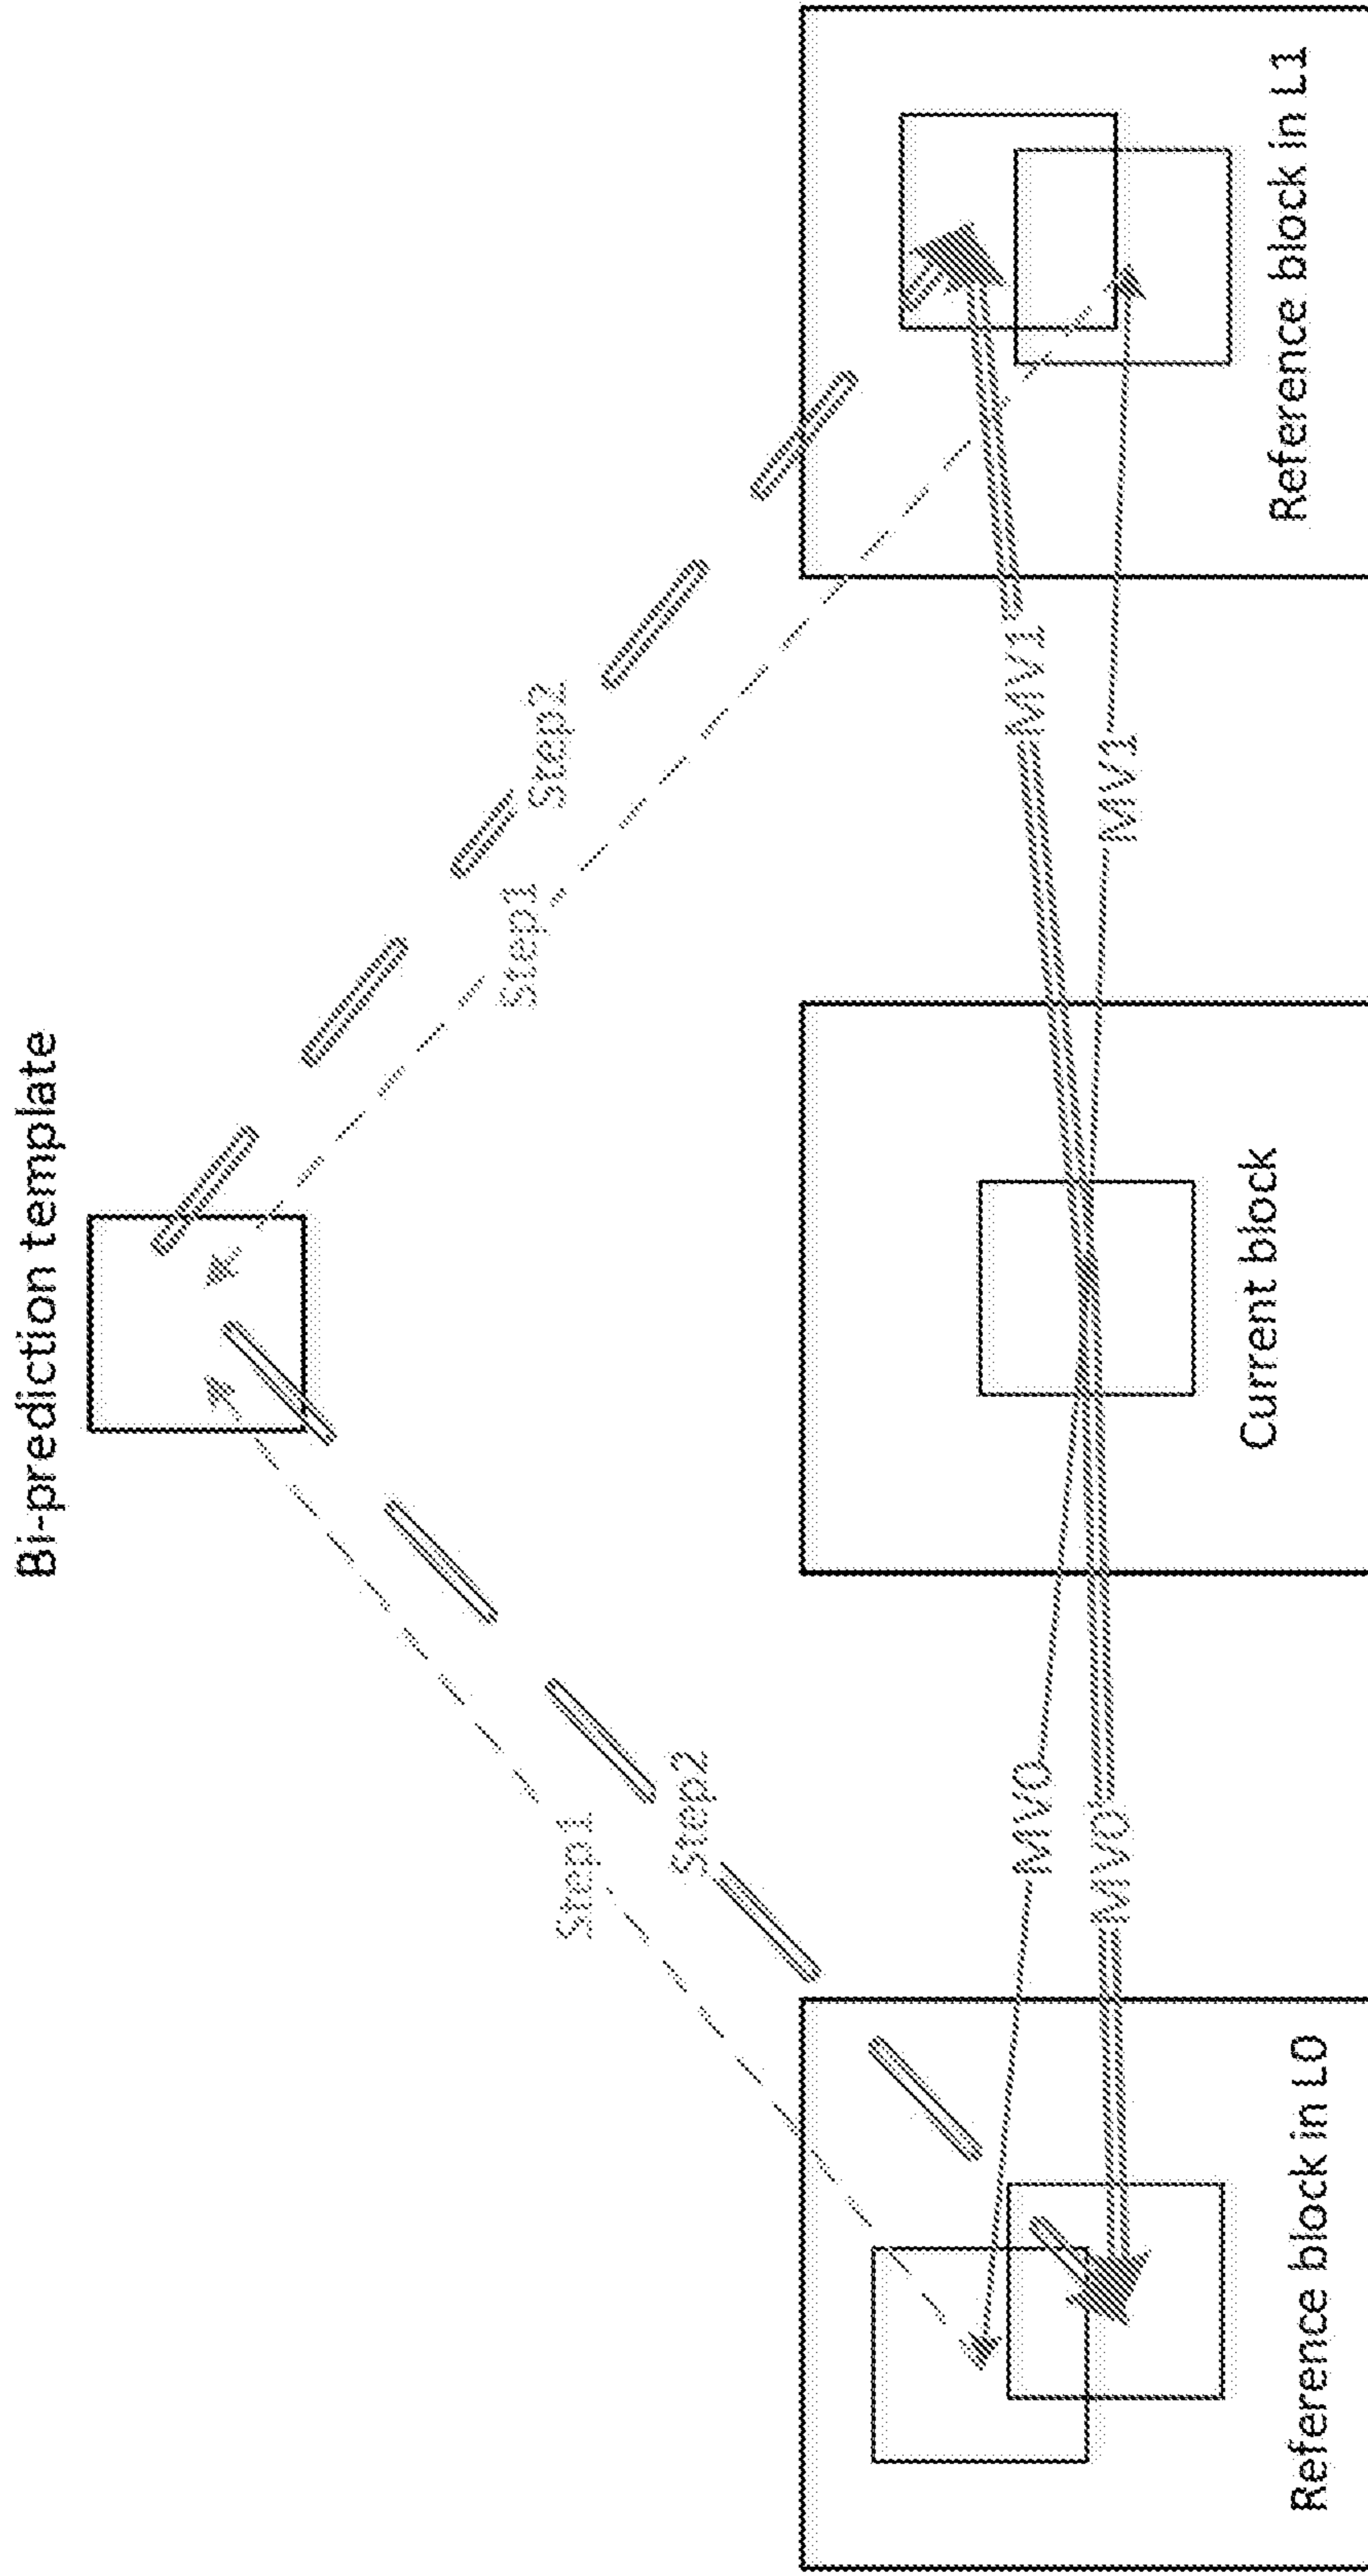 Bi-prediction template
Step1
Step2
Step1
Step2
MV0
MV1
MV0
MV1
Reference block in L0
Current block
Reference block in L1